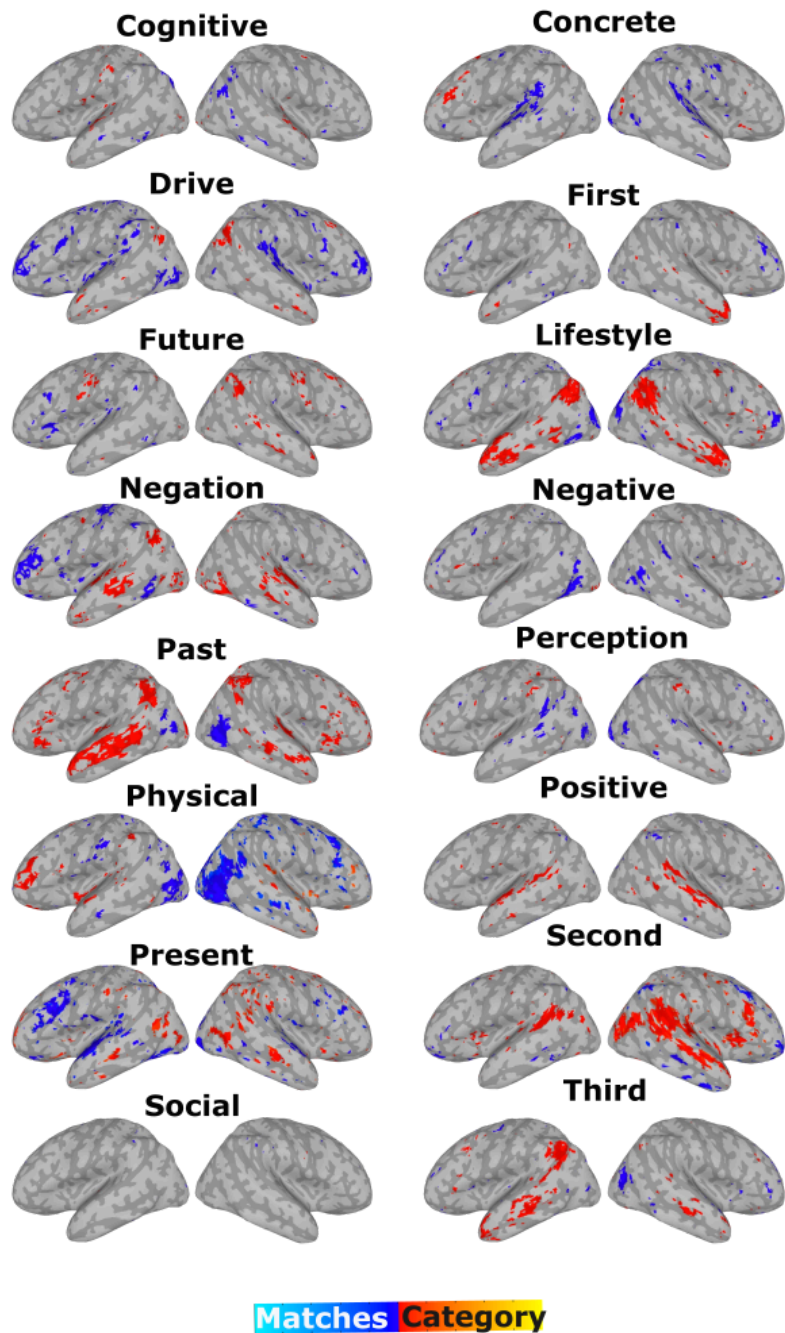 Cognitive
Concrete
Drive
First
Future
Lifestyle
Negation
Negative
Past
Perception
Physical
Positive
Present
Second
Social
Third
Matches Category